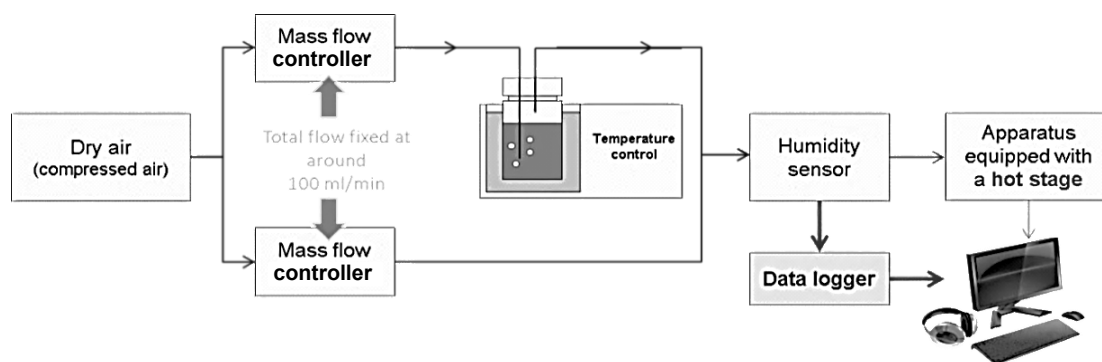 Mass flow
controller
Dry air
(compressed air)
Total flow fixed at
around
100 ml/min
Temperature
control
Humidity
sensor
Apparatus
equipped with
a hot stage
Mass flow
controller
Data logger